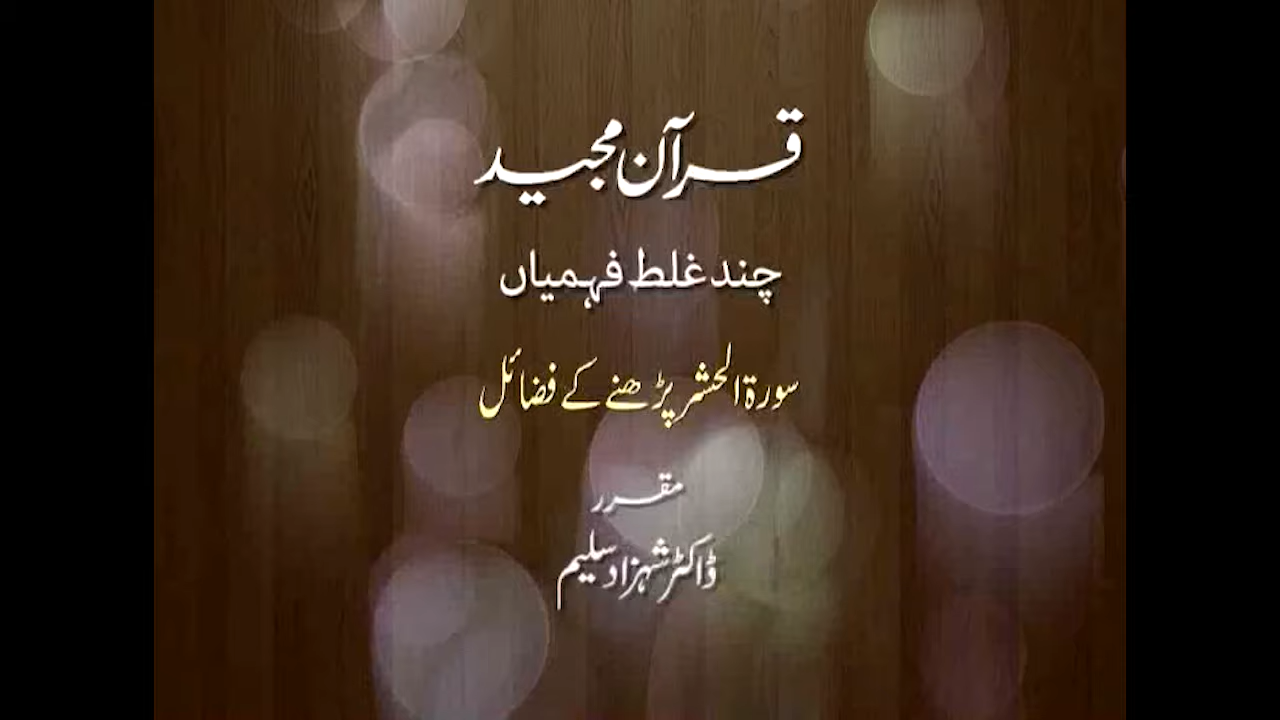 قرآن مجید
چند غلط فہمیاں
سورۃ الحشر پڑھنے کے فضائل
مقرر
ڈاکٹر شہزاد سلیم